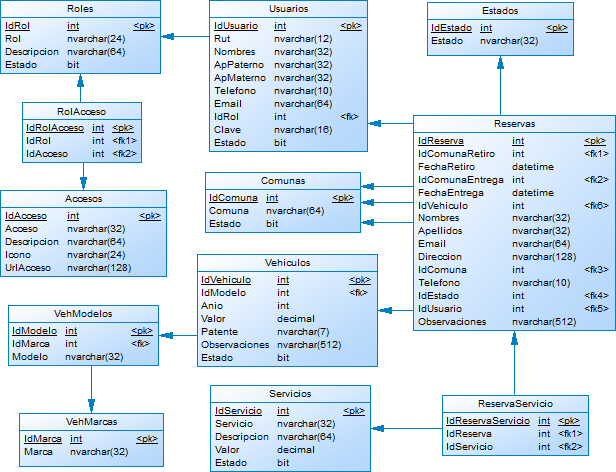 Roles
IdRol int <pk>
Rol nvarchar(24)
Descripcion nvarchar(64)
Estado bit
Usuarios
IdUsuario int <pk>
Rut nvarchar(12)
Nombres nvarchar(32)
ApPaterno nvarchar(32)
ApMaterno nvarchar(32)
Telefono nvarchar(10)
Email nvarchar(64)
IdRol int <fk>
Clave nvarchar(16)
Estado bit
Estados
IdEstado int <pk>
Estado nvarchar(32)
RolAcceso
IdRolAcceso int <pk>
IdRol int <fk1>
IdAcceso int <fk2>
Reservas
IdReserva int <pk>
IdComunaRetiro int <fk1>
FechaRetiro datetime
IdComunaEntrega int <fk2>
FechaEntrega datetime
IdVehiculo int <fk6>
Nombres nvarchar(32)
Apellidos nvarchar(32)
Email nvarchar(64)
Direccion nvarchar(128)
IdComuna int <fk3>
Telefono nvarchar(10)
IdEstado int <fk4>
IdUsuario int <fk5>
Observaciones nvarchar(512)
Accesos
IdAcceso int <pk>
Acceso nvarchar(32)
Descripcion nvarchar(64)
Icono nvarchar(24)
UrlAcceso nvarchar(128)
Comunas
IdComuna int <pk>
Comuna nvarchar(64)
Estado bit
Vehiculos
IdVehiculo int <pk>
IdModelo int <fk>
Anio int
Valor decimal
Patente nvarchar(7)
Observaciones nvarchar(512)
Estado bit
VehModelos
IdModelo int <pk>
IdMarca int <fk>
Modelo nvarchar(32)
VehMarcas
IdMarca int <pk>
Marca nvarchar(32)
Servicios
IdServicio int <pk>
Servicio nvarchar(32)
Descripcion nvarchar(64)
Valor decimal
Estado bit
ReservaServicio
IdReservaServicio int <pk>
IdReserva int <fk1>
IdServicio int <fk2>